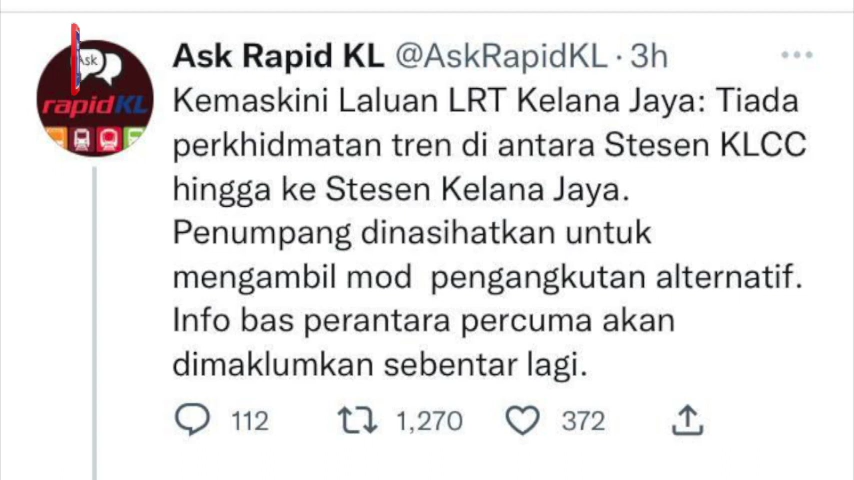 Ask Rapid KL @AskRapidKL · 3h
Ask
rapidKL
Kemaskini Laluan LRT Kelana Jaya: Tiada
perkhidmatan tren di antara Stesen KLCC
hingga ke Stesen Kelana Jaya.
Penumpang dinasihatkan untuk
mengambil mod pengangkutan alternatif.
Info bas perantara percuma akan
dimaklumkan sebentar lagi.
112 1,270 372